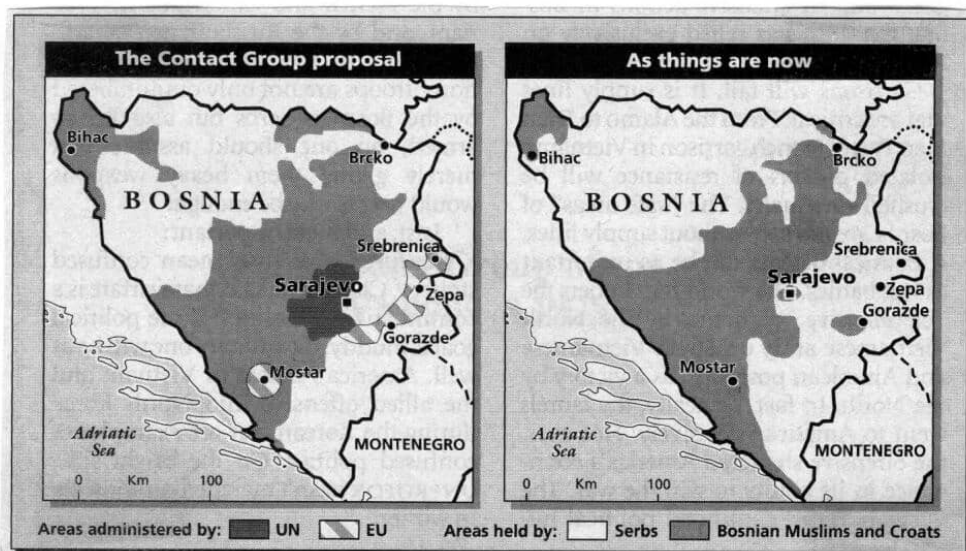 The Contact Group proposal
Bihac
Brcko
BOSNIA
Srebrenica
Sarajevo
Zepa
Gorazde
Mostar
Adriatic
Sea
MONTENEGRO
0 Km 100
As things are now
Bihac
Brcko
BOSNIA
Srebrenica
Sarajevo
Zepa
Gorazde
Mostar
Adriatic
Sea
MONTENEGRO
0 Km 100
Areas administered by: UN EU Areas held by: Serbs Bosnian Muslims and Croats